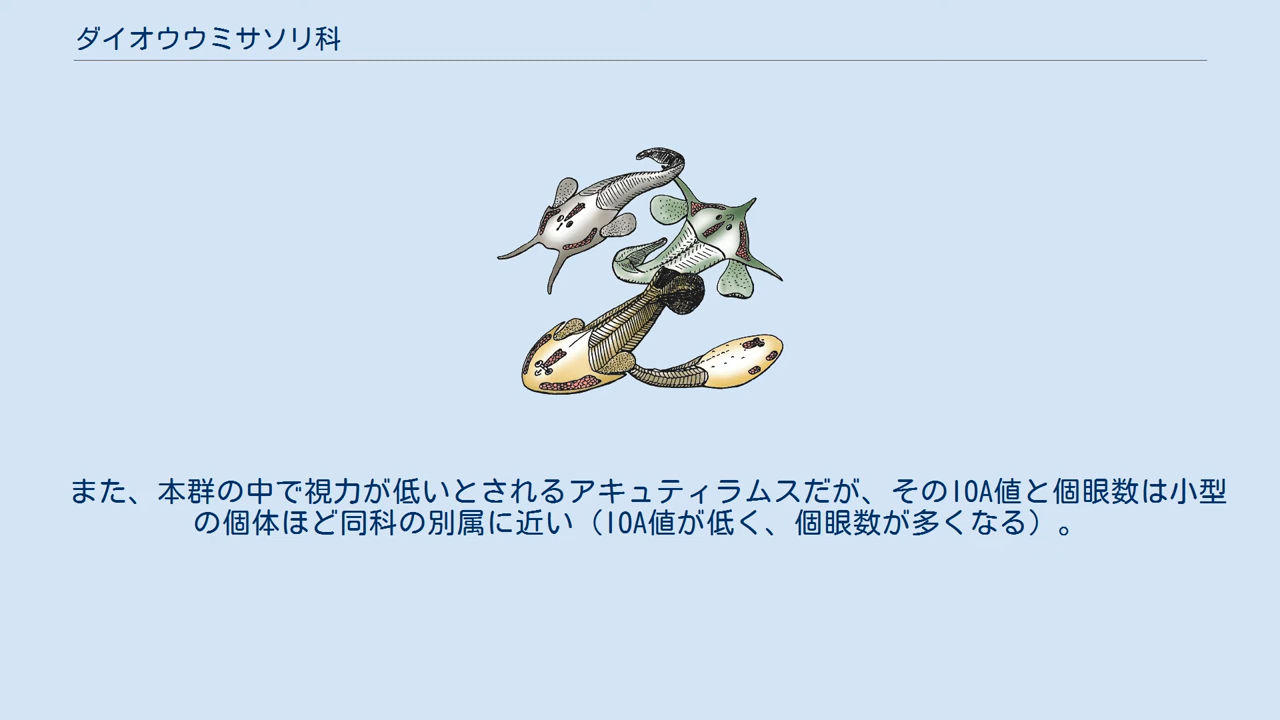 ダイオウウミサソリ科
また、本群の中で視力が低いとされるアキュティラムスだが、そのIOA値と個眼数は小型
の個体ほど同科の別属に近い（IOA値が低く、個眼数が多くなる）。